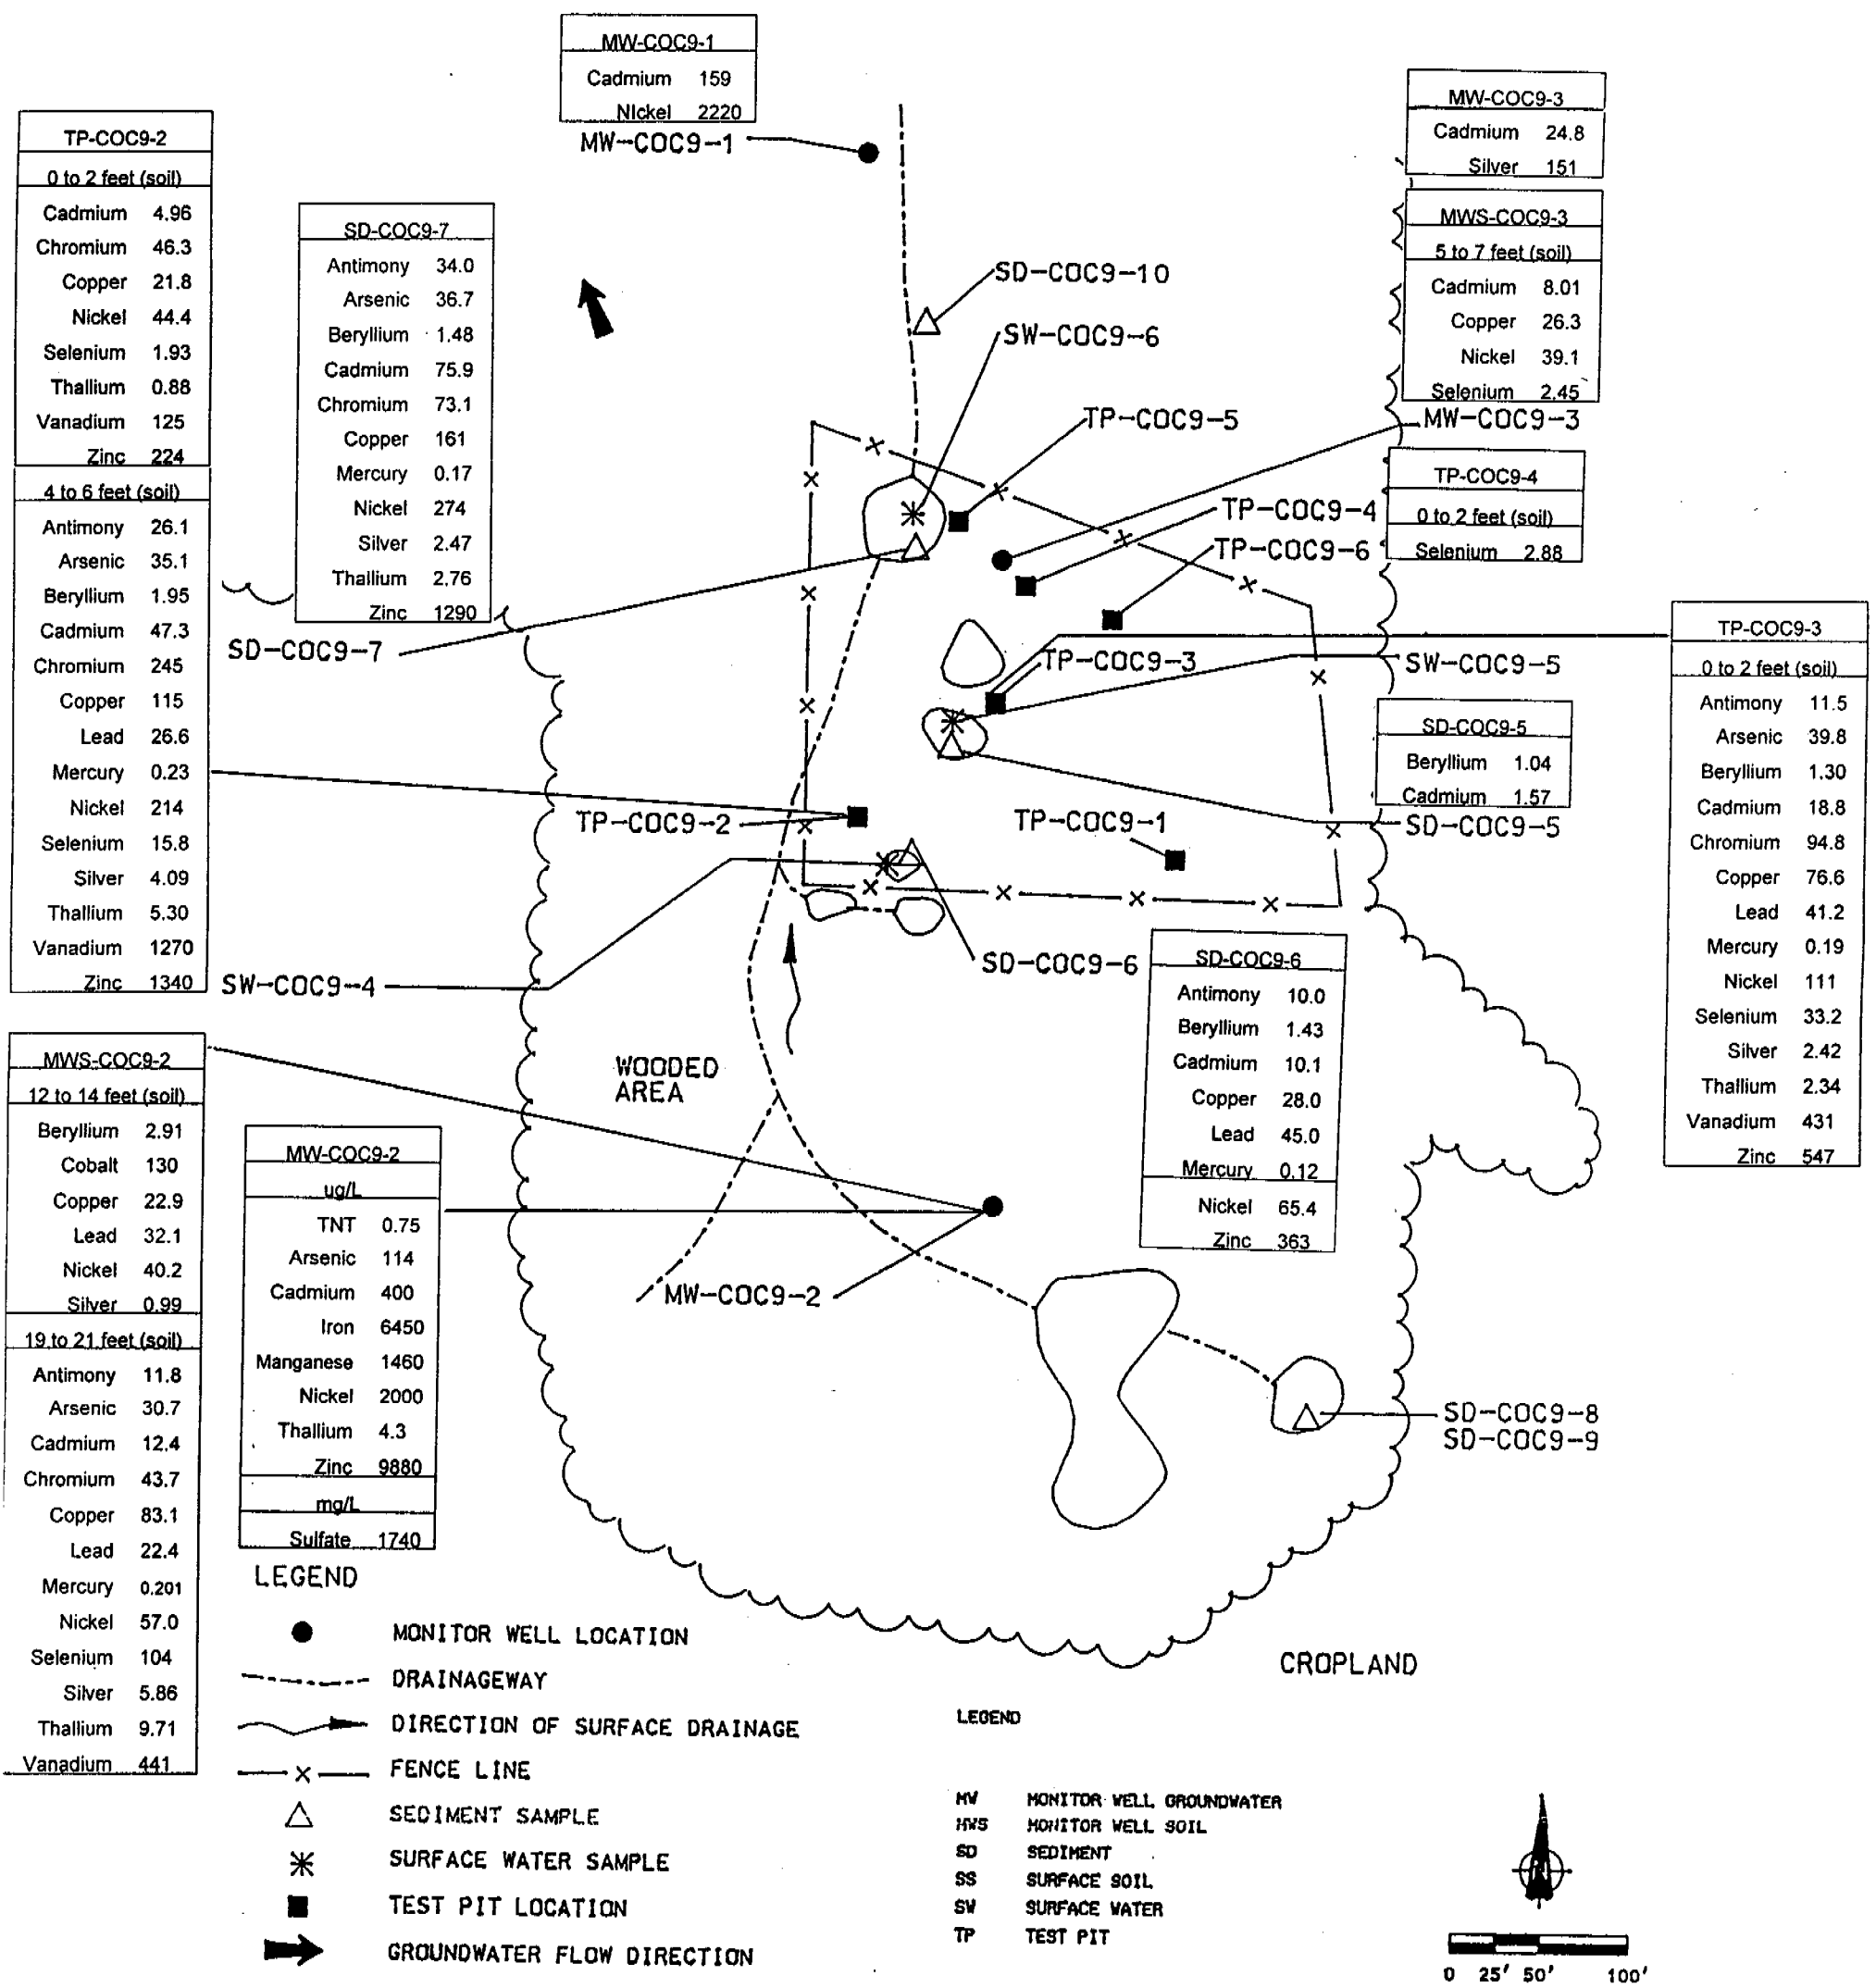 MW-COC9-1
Cadmium 159
Nickel 2220
MW-COC9-1
MW-COC9-3
Cadmium 24.8
Silver 151
MWS-COC9-3
5 to 7 feet (soil)
Cadmium 8.01
Copper 26.3
Nickel 39.1
Selenium 2.45
MW-COC9-3
TP-COC9-2
0 to 2 feet (soil)
Cadmium 4.96
Chromium 46.3
Copper 21.8
Nickel 44.4
Selenium 1.93
Thallium 0.88
Vanadium 125
Zinc 224
4 to 6 feet (soil)
Antimony 26.1
Arsenic 35.1
Beryllium 1.95
Cadmium 47.3
Chromium 245
Copper 115
Lead 26.6
Mercury 0.23
Nickel 214
Selenium 15.8
Silver 4.09
Thallium 5.30
Vanadium 1270
Zinc 1340
SD-COC9-7
Antimony 34.0
Arsenic 36.7
Beryllium 1.48
Cadmium 75.9
Chromium 73.1
Copper 161
Mercury 0.17
Nickel 274
Silver 2.47
Thallium 2.76
Zinc 1290
SD-COC9-7
SD-COC9-10
SW-COC9-6
TP-COC9-5
TP-COC9-4
TP-COC9-6
TP-COC9-4
0 to 2 feet (soil)
Selenium 2.88
TP-COC9-3
SW-COC9-5
SD-COC9-5
Beryllium 1.04
Cadmium 1.57
SD-COC9-5
TP-COC9-3
0 to 2 feet (soil)
Antimony 11.5
Arsenic 39.8
Beryllium 1.30
Cadmium 18.8
Chromium 94.8
Copper 76.6
Lead 41.2
Mercury 0.19
Nickel 111
Selenium 33.2
Silver 2.42
Thallium 2.34
Vanadium 431
Zinc 547
TP-COC9-2
TP-COC9-1
SW-COC9-4
SD-COC9-6
SD-COC9-6
Antimony 10.0
Beryllium 1.43
Cadmium 10.1
Copper 28.0
Lead 45.0
Mercury 0.12
Nickel 65.4
Zinc 363
WOODED
AREA
MWS-COC9-2
12 to 14 feet (soil)
Beryllium 2.91
Cobalt 130
Copper 22.9
Lead 32.1
Nickel 40.2
Silver 0.99
19 to 21 feet (soil)
Antimony 11.8
Arsenic 30.7
Cadmium 12.4
Chromium 43.7
Copper 83.1
Lead 22.4
Mercury 0.201
Nickel 57.0
Selenium 104
Silver 5.86
Thallium 9.71
Vanadium 441
MW-COC9-2
ug/L
TNT 0.75
Arsenic 114
Cadmium 400
Iron 6450
Manganese 1460
Nickel 2000
Thallium 4.3
Zinc 9880
mg/L
Sulfate 1740
MW-COC9-2
SD-COC9-8
SD-COC9-9
CROPLAND
LEGEND
MONITOR WELL LOCATION
DRAINAGEWAY
DIRECTION OF SURFACE DRAINAGE
FENCE LINE
SEDIMENT SAMPLE
SURFACE WATER SAMPLE
TEST PIT LOCATION
GROUNDWATER FLOW DIRECTION
LEGEND
MW MONITOR WELL GROUNDWATER
MWS MONITOR WELL SOIL
SD SEDIMENT
SS SURFACE SOIL
SW SURFACE WATER
TP TEST PIT
0 25' 50' 100'